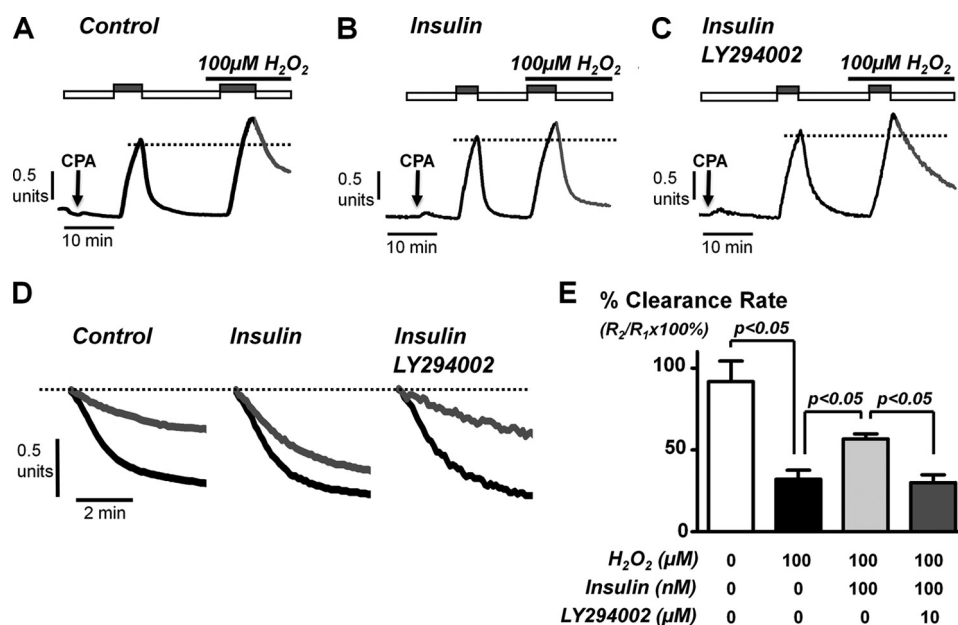 A Control
100µM H2O2
CPA
0.5
units
10 min
B Insulin
100µM H2O2
CPA
0.5
units
10 min
C Insulin
LY294002
100µM H2O2
CPA
0.5
units
10 min
D
Control
Insulin
Insulin
LY294002
0.5
units
2 min
E % Clearance Rate
(R2/R1x100%)
p<0.05
p<0.05
p<0.05
100
50
0
H2O2 (µM) 0 100 100 100
Insulin (nM) 0 0 100 100
LY294002 (µM) 0 0 0 10